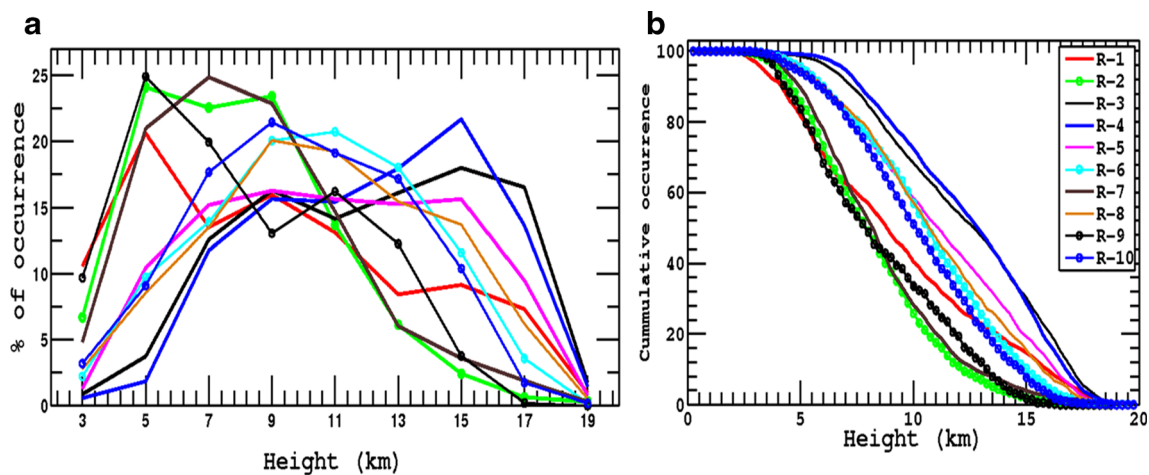 a
b
% of occurrence
25
20
15
10
5
0
3 5 7 9 11 13 15 17 19
Height (km)
Cummulative occurrence
100
80
60
40
20
0
0 5 10 15 20
Height (km)
R-1
R-2
R-3
R-4
R-5
R-6
R-7
R-8
R-9
R-10